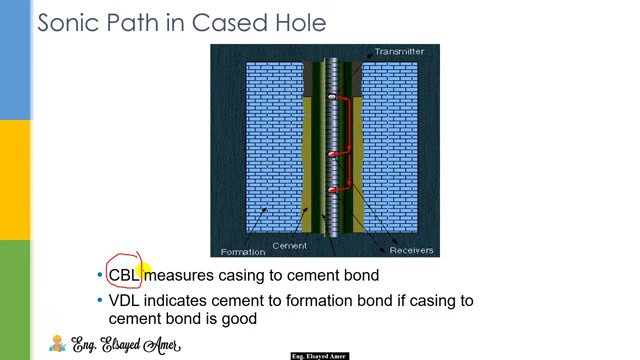 Sonic Path in Cased Hole
Transmitter
Cement
Formation
Receivers
• CBL measures casing to cement bond
• VDL indicates cement to formation bond if casing to
cement bond is good
Eng. Elsayed Amer
Eng. Elsayed Amer